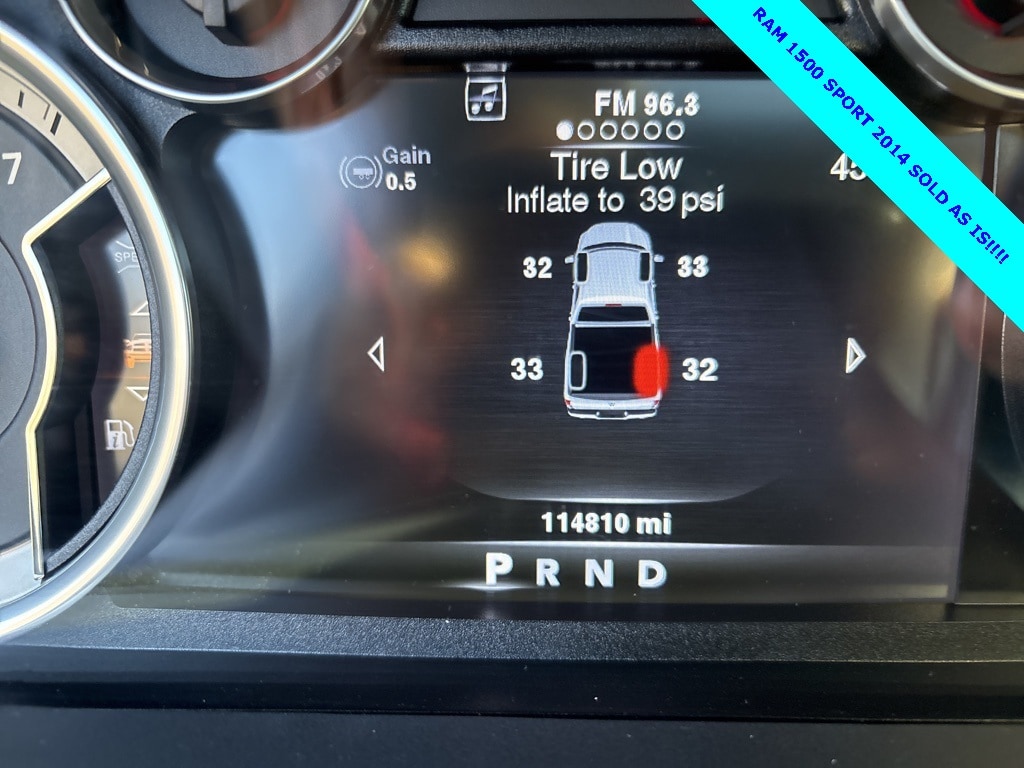 RAM 1500 SPORT 2014 SOLD AS IS!!!!
FM 96.3
Gain
0.5
Tire Low
Inflate to 39 psi
32 33
33 32
114810 mi
P R N D
7